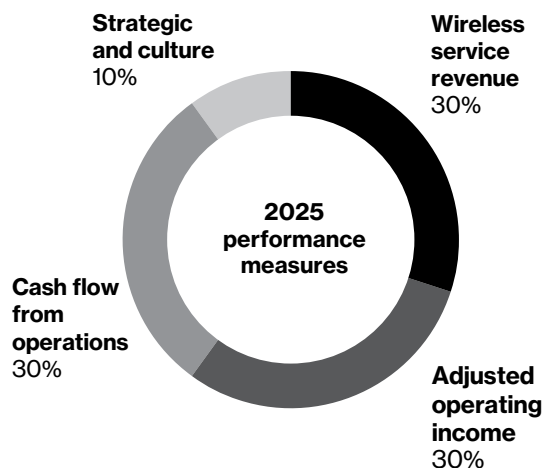 Strategic
and culture
10%
Wireless
service
revenue
30%
2025
performance
measures
Cash flow
from
operations
30%
Adjusted
operating
income
30%